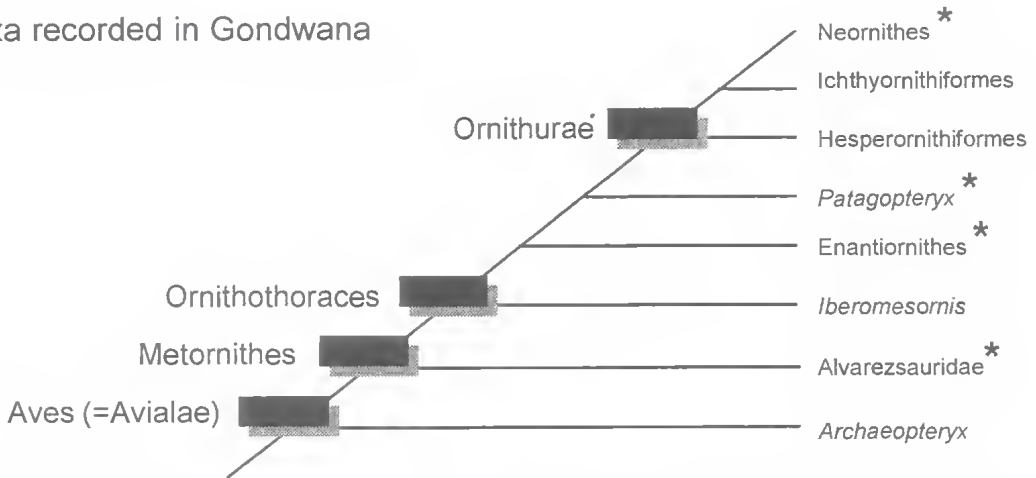 xa recorded in Gondwana
Neornithes *
Ichthyornithiformes
Ornithurae
Hesperornithiformes
Patagopteryx *
Enantiornithes *
Ornithothoraces
Iberomesornis
Metornithes
Alvarezsauridae *
Aves (=Avialae)
Archaeopteryx